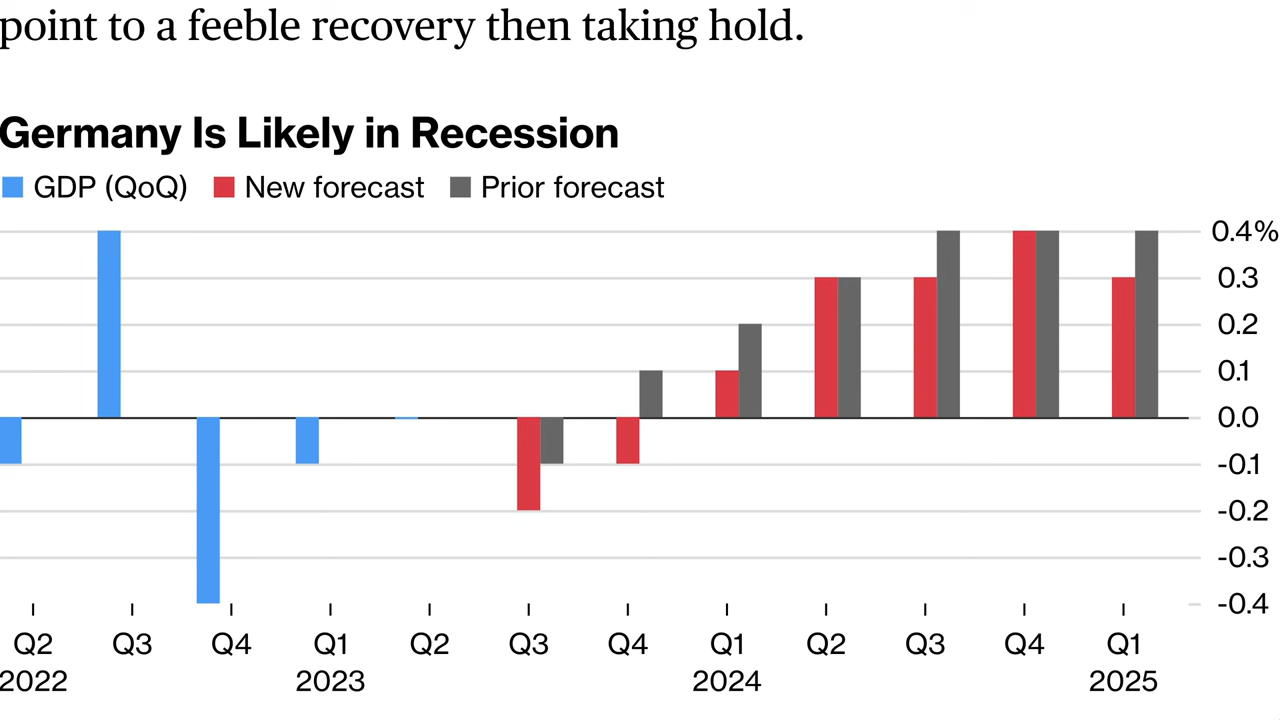 point to a feeble recovery then taking hold.
Germany Is Likely in Recession
GDP (QoQ) New forecast Prior forecast
0.4%
0.3
0.2
0.1
0.0
-0.1
-0.2
-0.3
-0.4
Q2 Q3 Q4 Q1 Q2 Q3 Q4 Q1 Q2 Q3 Q4 Q1
2022 2023 2024 2025